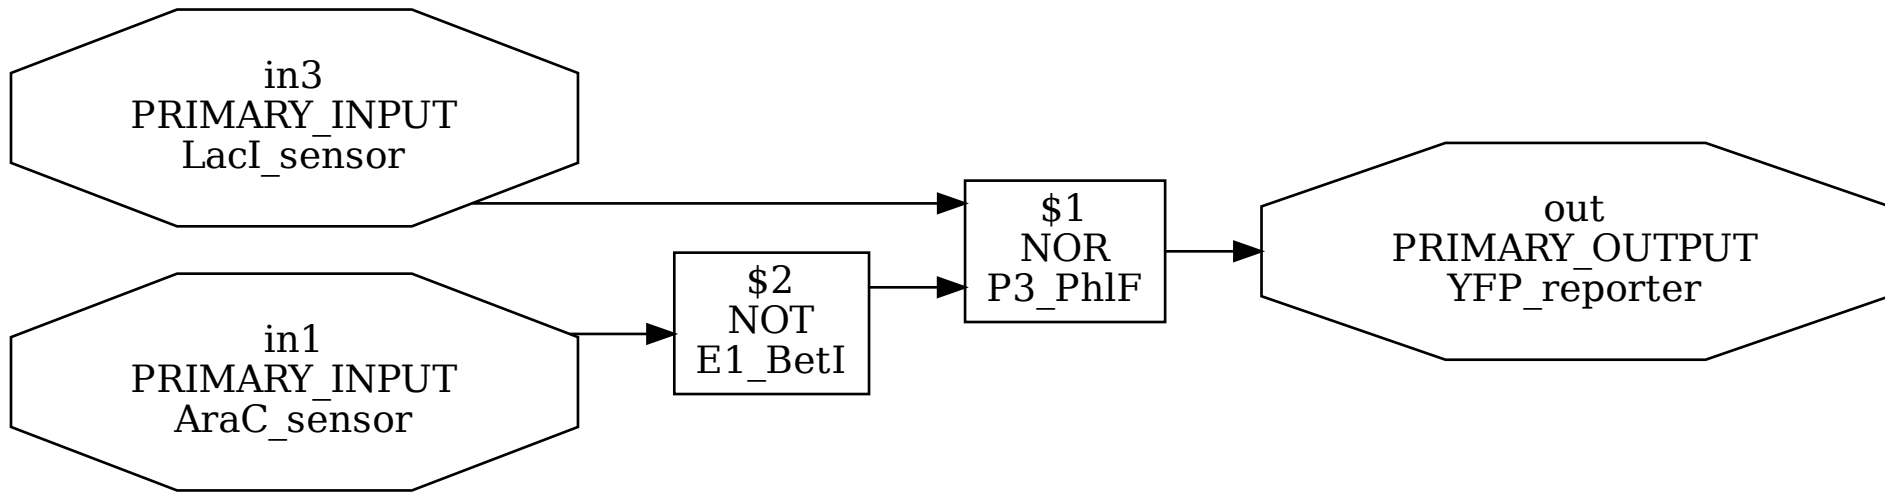 in3
PRIMARY_INPUT
LacI_sensor
in1
PRIMARY_INPUT
AraC_sensor
$2
NOT
E1_BetI
$1
NOR
P3_PhlF
out
PRIMARY_OUTPUT
YFP_reporter